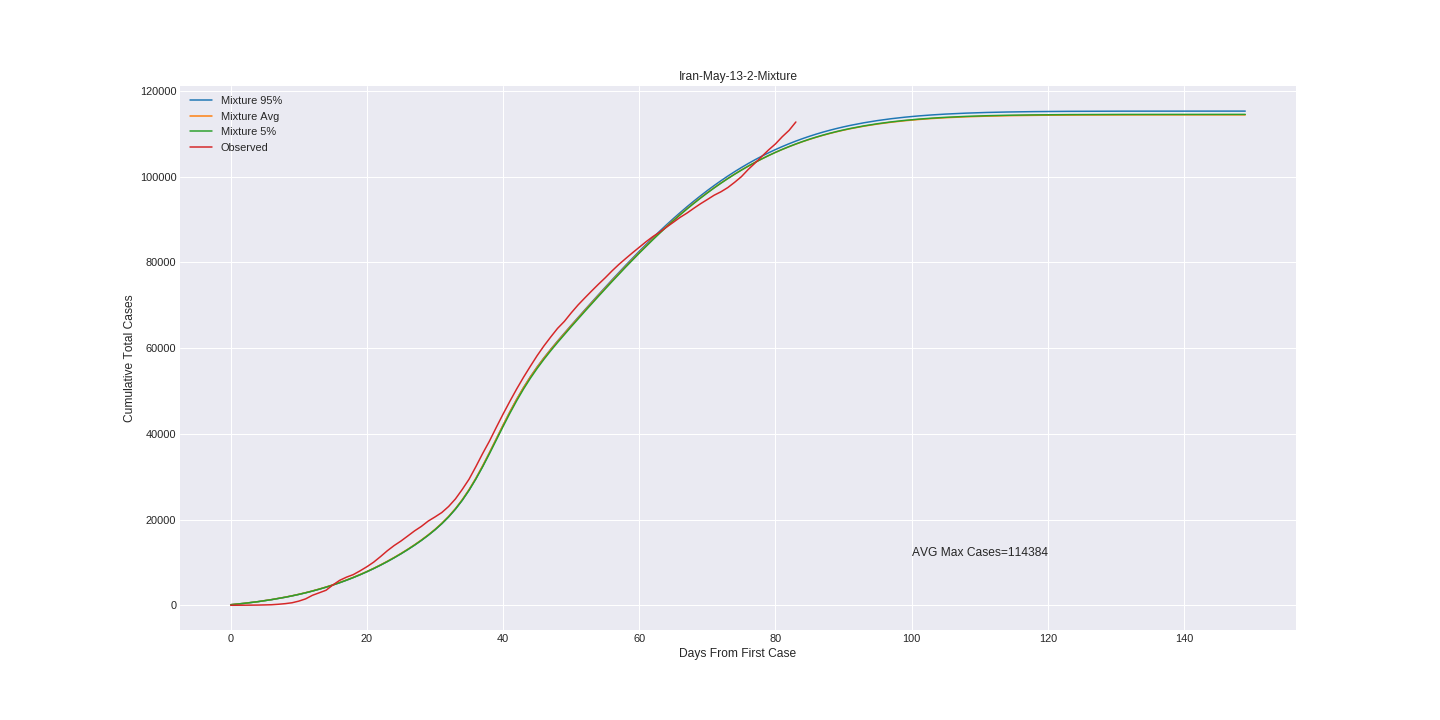 Iran-May-13-2-Mixture
Mixture 95%
Mixture Avg
Mixture 5%
Observed
120000
100000
80000
60000
40000
20000
0
Cumulative Total Cases
AVG Max Cases=114384
0 20 40 60 80 100 120 140
Days From First Case